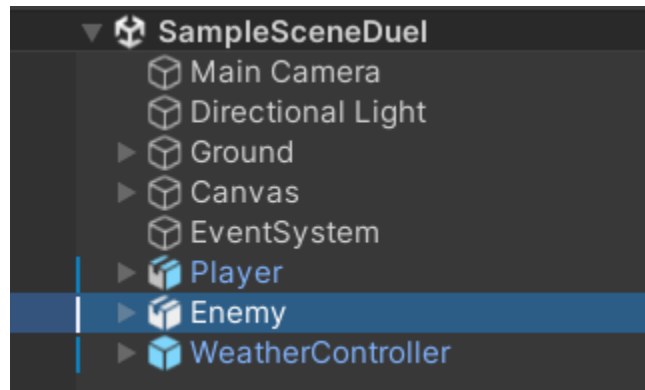 SampleSceneDuel
Main Camera
Directional Light
Ground
Canvas
EventSystem
Player
Enemy
WeatherController